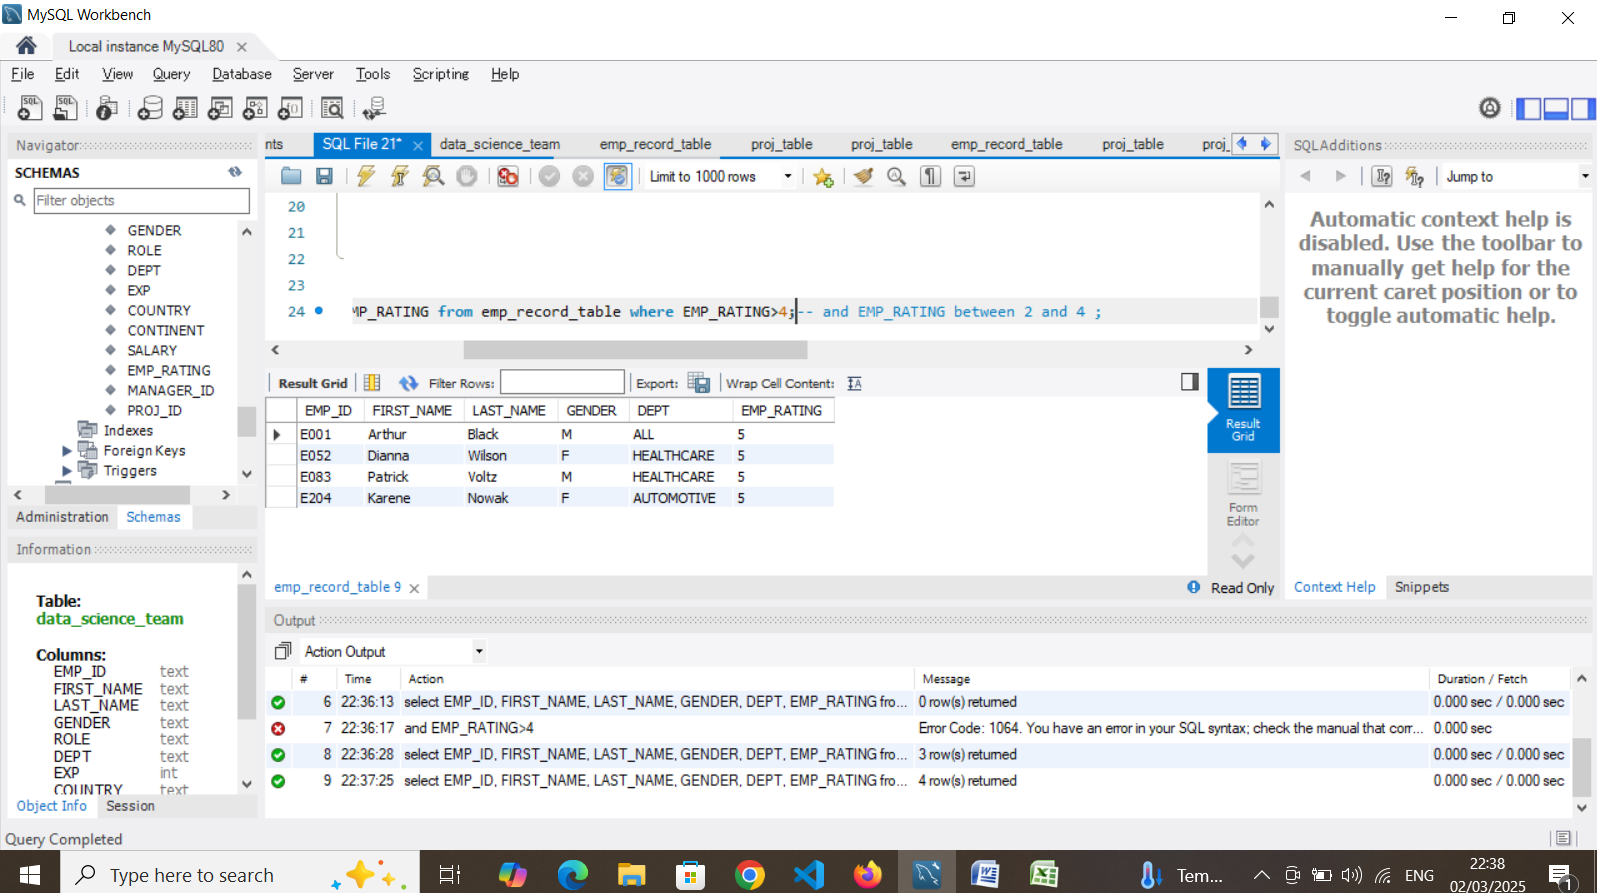 MySQL Workbench
Local instance MySQL80
File Edit View Query Database Server Tools Scripting Help
Navigator
SCHEMAS
Filter objects
GENDER
ROLE
DEPT
EXP
COUNTRY
CONTINENT
SALARY
EMP_RATING
MANAGER_ID
PROJ_ID
Indexes
Foreign Keys
Triggers
Administration Schemas
Information
Table:
data_science_team
Columns:
EMP_ID text
FIRST_NAME text
LAST_NAME text
GENDER text
ROLE text
DEPT text
EXP int
COUNTRY text
Object Info Session
nts SQL File 21* data_science_team emp_record_table proj_table proj_table emp_record_table proj_table proj_
Limit to 1000 rows
20
21
22
23
24 MP_RATING from emp_record_table where EMP_RATING>4;-- and EMP_RATING between 2 and 4 ;
Result Grid Filter Rows: Export: Wrap Cell Content:
EMP_ID FIRST_NAME LAST_NAME GENDER DEPT EMP_RATING
E001 Arthur Black M ALL 5
E052 Dianna Wilson F HEALTHCARE 5
E083 Patrick Voltz M HEALTHCARE 5
E204 Karene Nowak F AUTOMOTIVE 5
Result Grid
Form Editor
emp_record_table 9 Read Only
SQLAdditions
Jump to
Automatic context help is
disabled. Use the toolbar to
manually get help for the
current caret position or to
toggle automatic help.
Context Help Snippets
Output
Action Output
# Time Action Message Duration / Fetch
6 22:36:13 select EMP_ID, FIRST_NAME, LAST_NAME, GENDER, DEPT, EMP_RATING fro... 0 row(s) returned 0.000 sec / 0.000 sec
7 22:36:17 and EMP_RATING>4 Error Code: 1064. You have an error in your SQL syntax; check the manual that corr... 0.000 sec
8 22:36:28 select EMP_ID, FIRST_NAME, LAST_NAME, GENDER, DEPT, EMP_RATING fro... 3 row(s) returned 0.000 sec / 0.000 sec
9 22:37:25 select EMP_ID, FIRST_NAME, LAST_NAME, GENDER, DEPT, EMP_RATING fro... 4 row(s) returned 0.000 sec / 0.000 sec
Query Completed
Type here to search
Tem...
ENG
22:38
02/03/2025
1